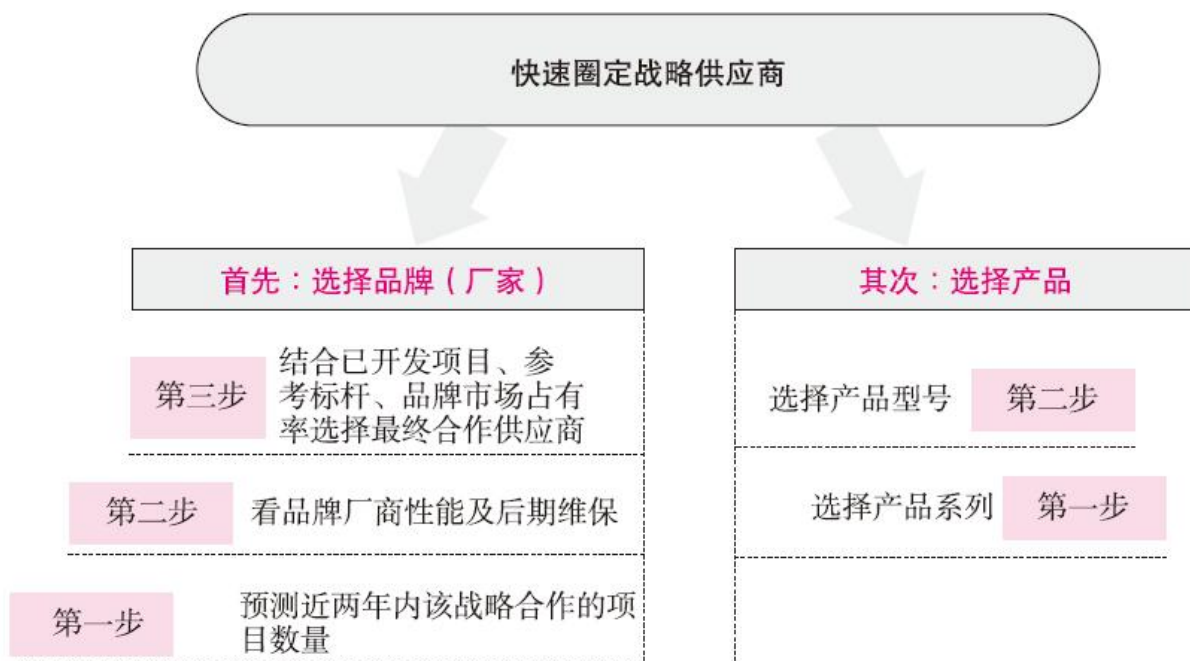 快速圈定战略供应商
首先：选择品牌（厂家）
第三步
结合已开发项目、参
考标杆、品牌市场占有
率选择最终合作供应商
第二步
看品牌厂商性能及后期维保
第一步
预测近两年内该战略合作的项
目数量
其次：选择产品
选择产品型号
第二步
选择产品系列
第一步